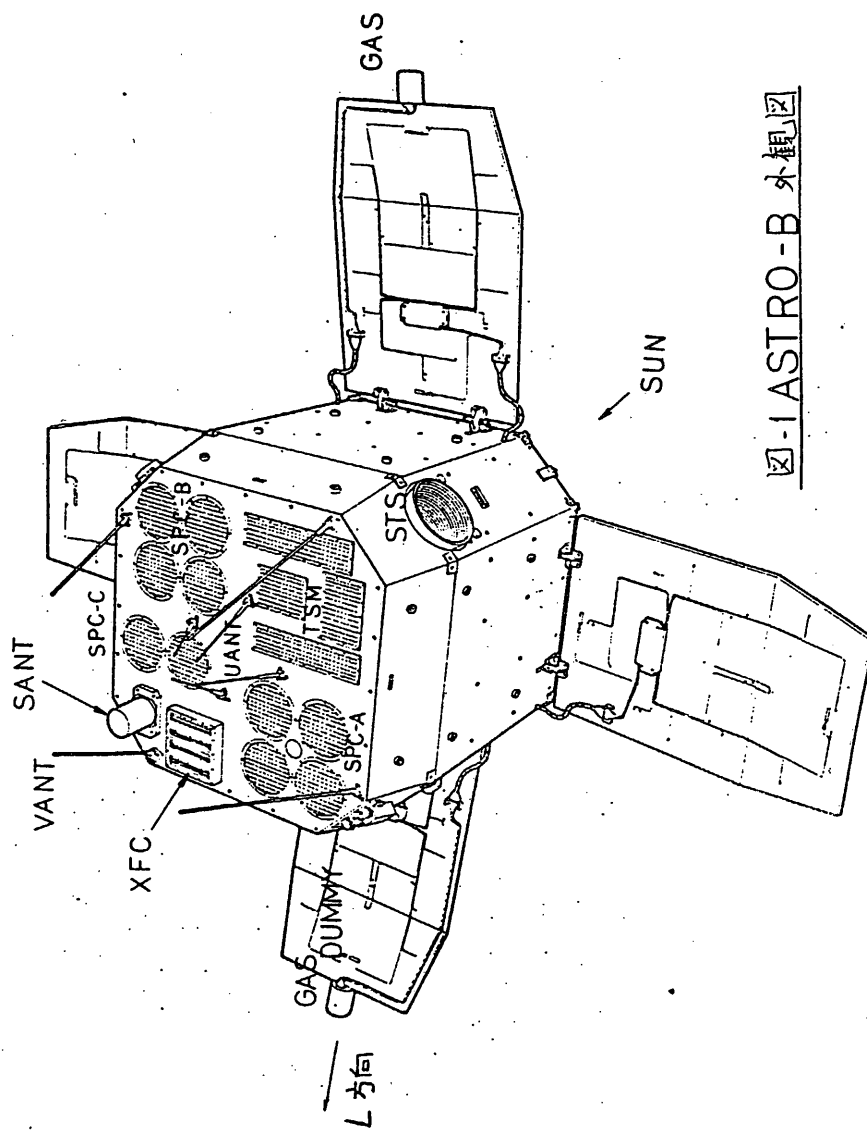 GAS
SUN
STS
SPC-B
SPC-C
SANT
VANT
XFC
UANT
TSM
SPC-A
GAS DUMMY
L方向
図-1 ASTRO-B 外観図